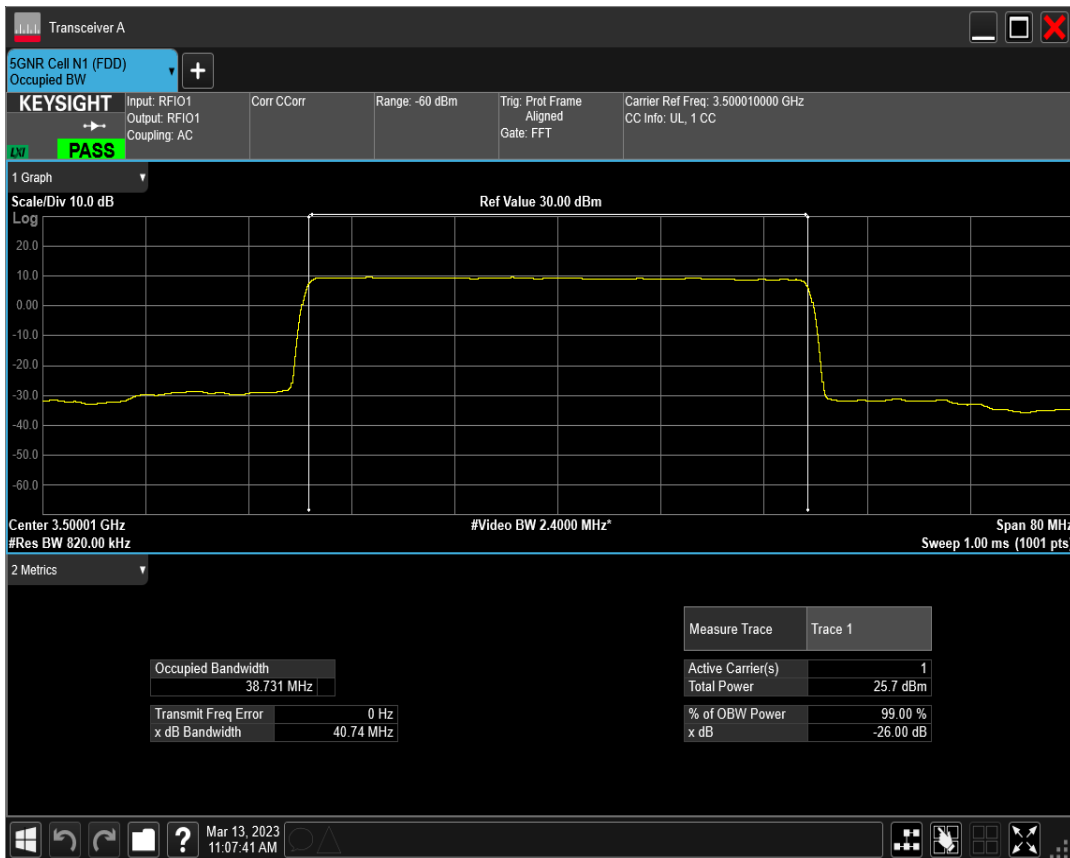 Transceiver A
5GNR Cell N1 (FDD)
Occupied BW
+
KEYSIGHT
LXI
PASS
Input: RFIO1
Output: RFIO1
Coupling: AC
Corr CCorr
Range: -60 dBm
Trig: Prot Frame
Aligned
Gate: FFT
Carrier Ref Freq: 3.500010000 GHz
CC Info: UL, 1 CC
1 Graph
Scale/Div 10.0 dB
Ref Value 30.00 dBm
Log
20.0
10.0
0.00
-10.0
-20.0
-30.0
-40.0
-50.0
-60.0
Center 3.50001 GHz
#Video BW 2.4000 MHz*
Span 80 MHz
#Res BW 820.00 kHz
Sweep 1.00 ms (1001 pts)
2 Metrics
Measure Trace Trace 1
Occupied Bandwidth
38.731 MHz
Active Carrier(s) 1
Total Power 25.7 dBm
Transmit Freq Error 0 Hz
x dB Bandwidth 40.74 MHz
% of OBW Power 99.00 %
x dB -26.00 dB
?
Mar 13, 2023
11:07:41 AM